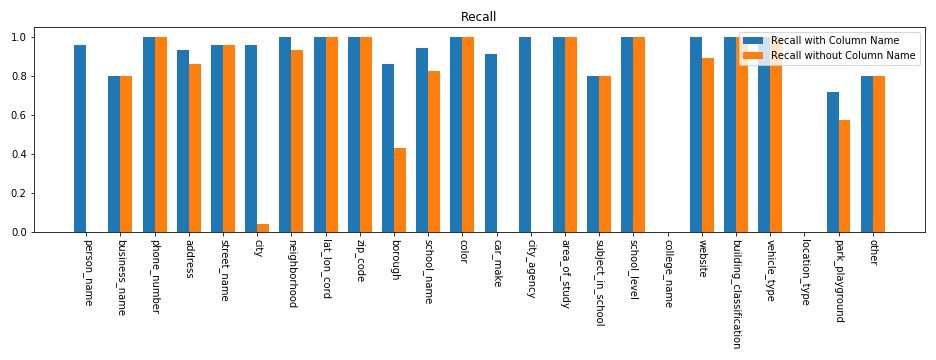 Recall
1.0
0.8
0.6
0.4
0.2
0.0
Recall with Column Name
Recall without Column Name
person_name
business_name
phone_number
address
street_name
city
neighborhood
lat_lon_cord
zip_code
borough
school_name
color
car_make
city_agency
area_of_study
subject_in_school
school_level
college_name
website
building_classification
vehicle_type
location_type
park_playground
other